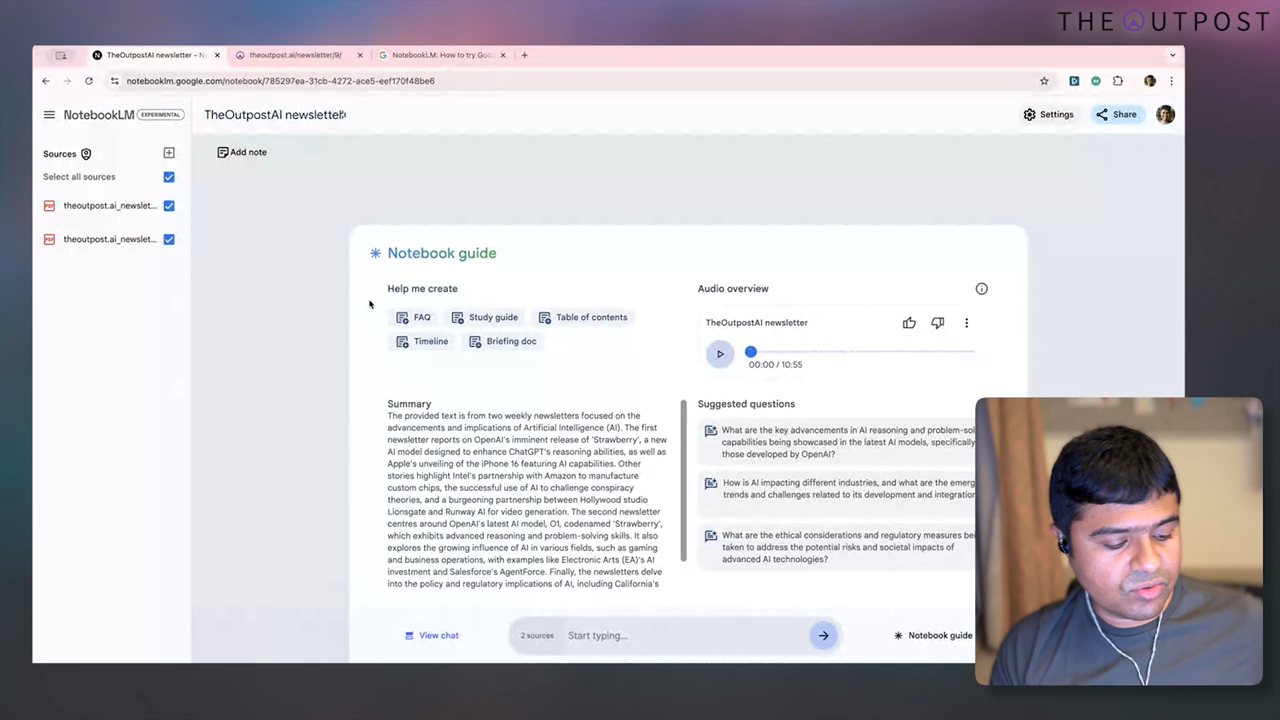 THE OUTPOST
TheOutpostAI newsletter - N
theoutpost.ai/newsletter/9/
NotebookLM: How to try Goo
notebooklm.google.com/notebook/785297ea-31cb-4272-ace5-eef170f48be6
NotebookLM EXPERIMENTAL
TheOutpostAI newsletter
Settings
Share
Sources
Add note
Select all sources
PDF theoutpost.ai_newslet...
PDF theoutpost.ai_newslet...
Notebook guide
Help me create
FAQ
Study guide
Table of contents
Timeline
Briefing doc
Audio overview
TheOutpostAI newsletter
00:00 / 10:55
Summary
The provided text is from two weekly newsletters focused on the
advancements and implications of Artificial Intelligence (AI). The first
newsletter reports on OpenAI's imminent release of 'Strawberry', a new
AI model designed to enhance ChatGPT's reasoning abilities, as well as
Apple's unveiling of the iPhone 16 featuring AI capabilities. Other
stories highlight Intel's partnership with Amazon to manufacture
custom chips, the successful use of AI to challenge conspiracy
theories, and a burgeoning partnership between Hollywood studio
Lionsgate and Runway AI for video generation. The second newsletter
centres around OpenAI's latest AI model, O1, codenamed 'Strawberry',
which exhibits advanced reasoning and problem-solving skills. It also
explores the growing influence of AI in various fields, such as gaming
and business operations, with examples like Electronic Arts (EA)'s AI
investment and Salesforce's AgentForce. Finally, the newsletters delve
into the policy and regulatory implications of AI, including California's
Suggested questions
What are the key advancements in AI reasoning and problem-sol
capabilities being showcased in the latest AI models, specifically
those developed by OpenAI?
How is AI impacting different industries, and what are the emerg
trends and challenges related to its development and integration
What are the ethical considerations and regulatory measures bei
taken to address the potential risks and societal impacts of
advanced AI technologies?
View chat
2 sources
Start typing...
Notebook guide